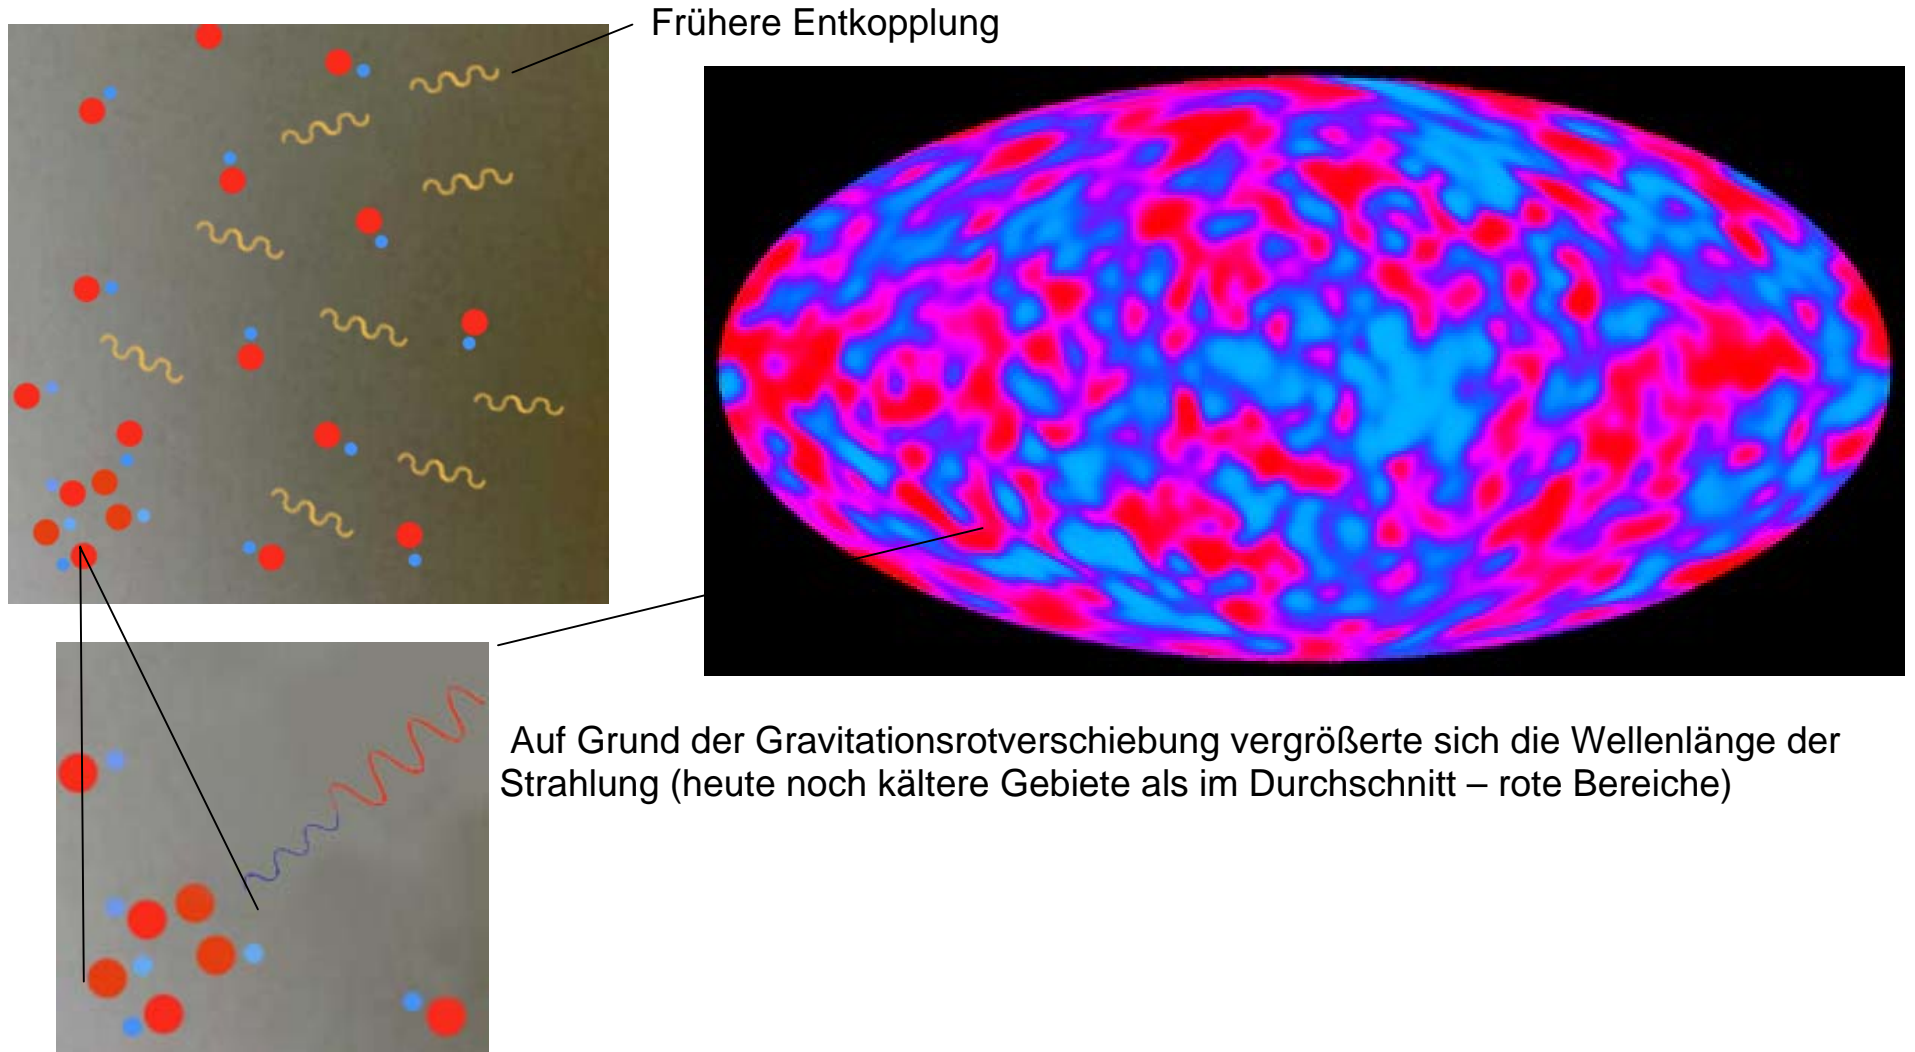 Frühere Entkopplung
Auf Grund der Gravitationsrotverschiebung vergrößerte sich die Wellenlänge der
Strahlung (heute noch kältere Gebiete als im Durchschnitt – rote Bereiche)